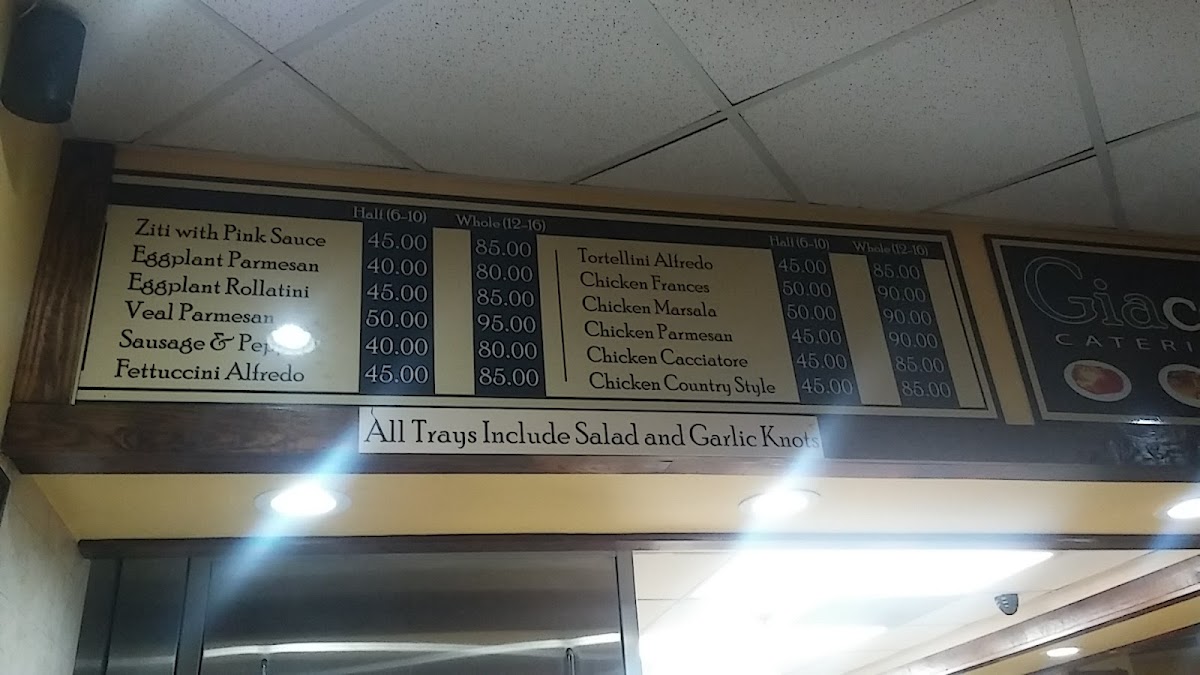 Half (6-10) Whole (12-16)
Ziti with Pink Sauce 45.00 85.00
Eggplant Parmesan 40.00 80.00
Eggplant Rollatini 45.00 85.00
Veal Parmesan 50.00 95.00
Sausage & 40.00 80.00
Fettuccini Alfredo 45.00 85.00
Half (6-10) Whole (12-16)
Tortellini Alfredo 45.00 85.00
Chicken Frances 50.00 90.00
Chicken Marsala 50.00 90.00
Chicken Parmesan 45.00 90.00
Chicken Cacciatore 45.00 85.00
Chicken Country Style 45.00 85.00
All Trays Include Salad and Garlic Knots